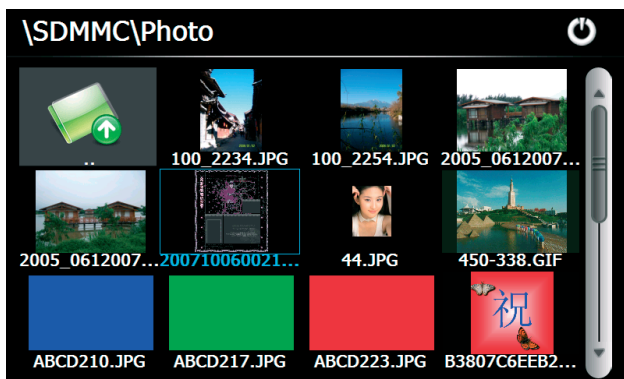 \SDMMC\Photo
..
100_2234.JPG
100_2254.JPG
2005_0612007...
2005_0612007...
200710060021...
44.JPG
450-338.GIF
祝
ABCD210.JPG
ABCD217.JPG
ABCD223.JPG
B3807C6EEB2...